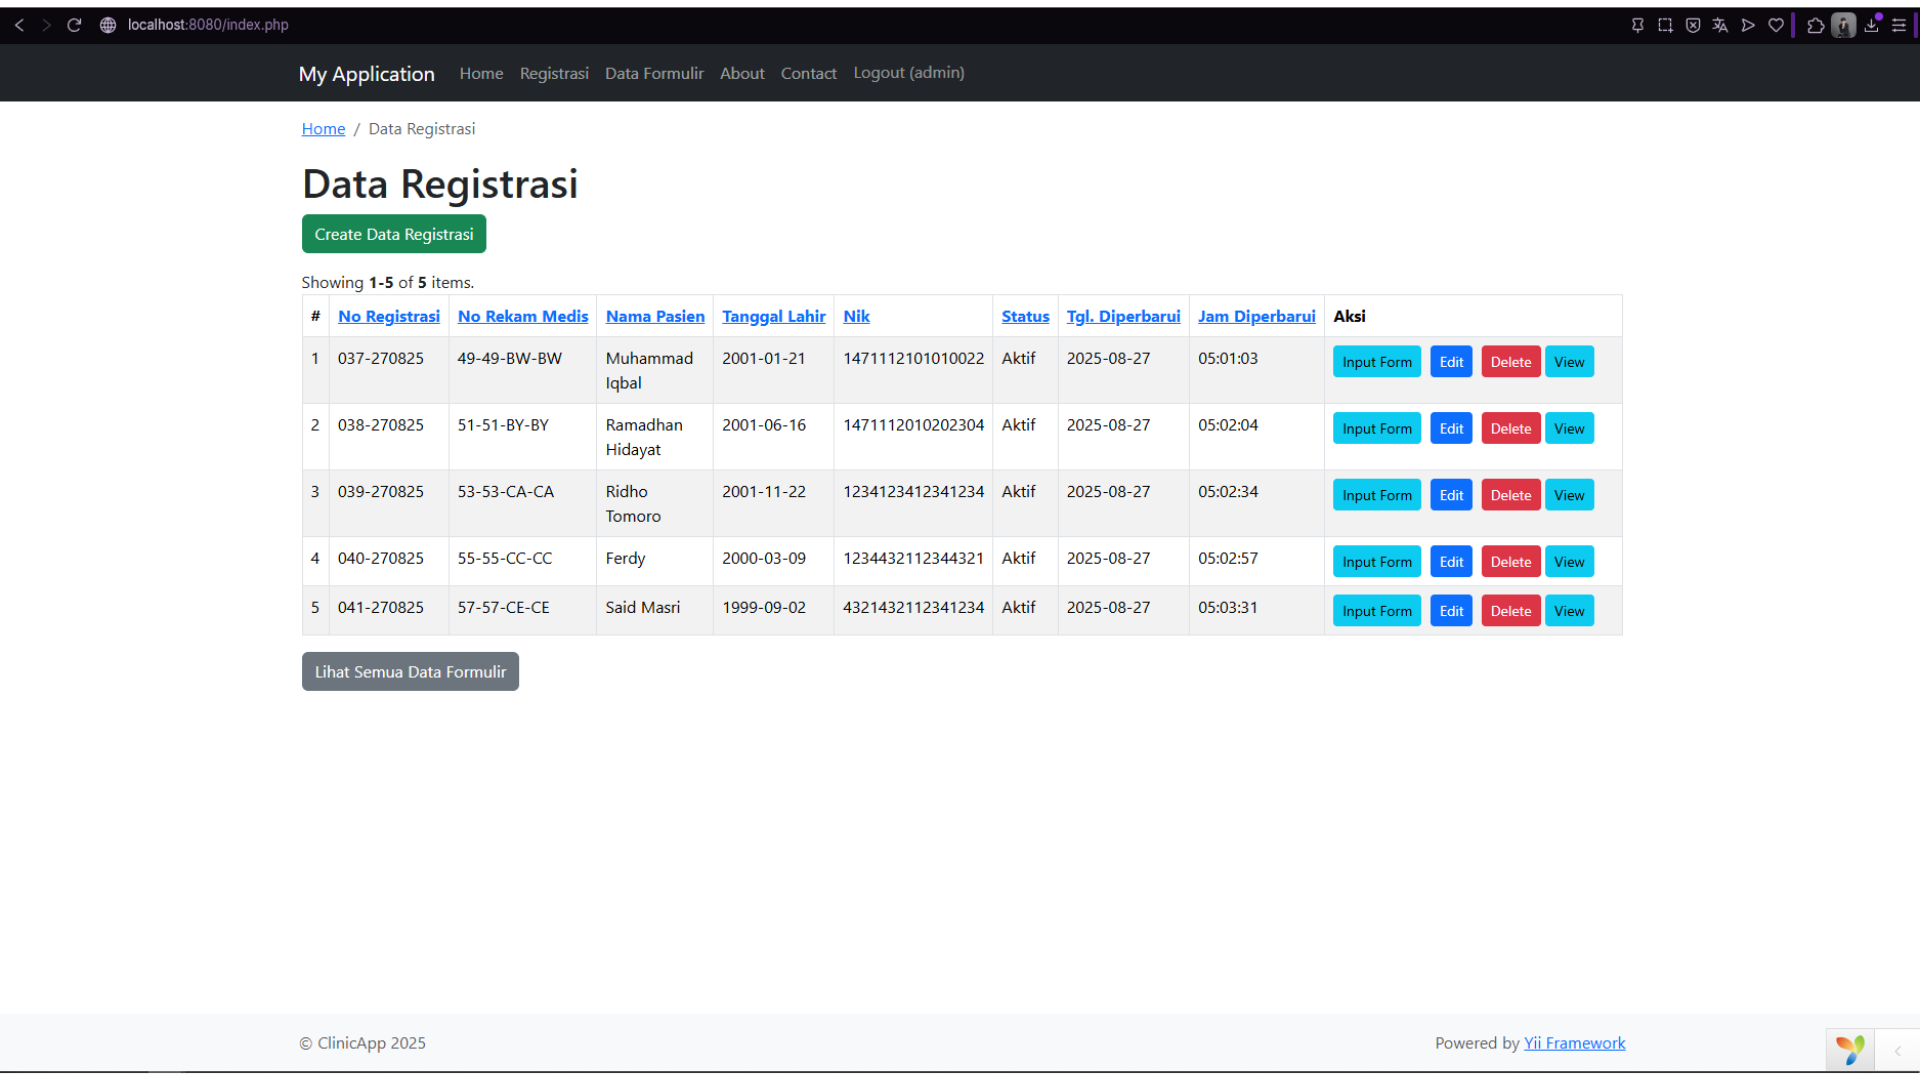 localhost:8080/index.php
My Application Home Registrasi Data Formulir About Contact Logout (admin)
Home / Data Registrasi
Data Registrasi
Create Data Registrasi
Showing 1-5 of 5 items.
# No Registrasi No Rekam Medis Nama Pasien Tanggal Lahir Nik Status Tgl. Diperbarui Jam Diperbarui Aksi
1 037-270825 49-49-BW-BW Muhammad Iqbal 2001-01-21 1471112101010022 Aktif 2025-08-27 05:01:03 Input Form Edit Delete View
2 038-270825 51-51-BY-BY Ramadhan Hidayat 2001-06-16 1471112010202304 Aktif 2025-08-27 05:02:04 Input Form Edit Delete View
3 039-270825 53-53-CA-CA Ridho Tomoro 2001-11-22 1234123412341234 Aktif 2025-08-27 05:02:34 Input Form Edit Delete View
4 040-270825 55-55-CC-CC Ferdy 2000-03-09 1234432112344321 Aktif 2025-08-27 05:02:57 Input Form Edit Delete View
5 041-270825 57-57-CE-CE Said Masri 1999-09-02 4321432112341234 Aktif 2025-08-27 05:03:31 Input Form Edit Delete View
Lihat Semua Data Formulir
© ClinicApp 2025 Powered by Yii Framework